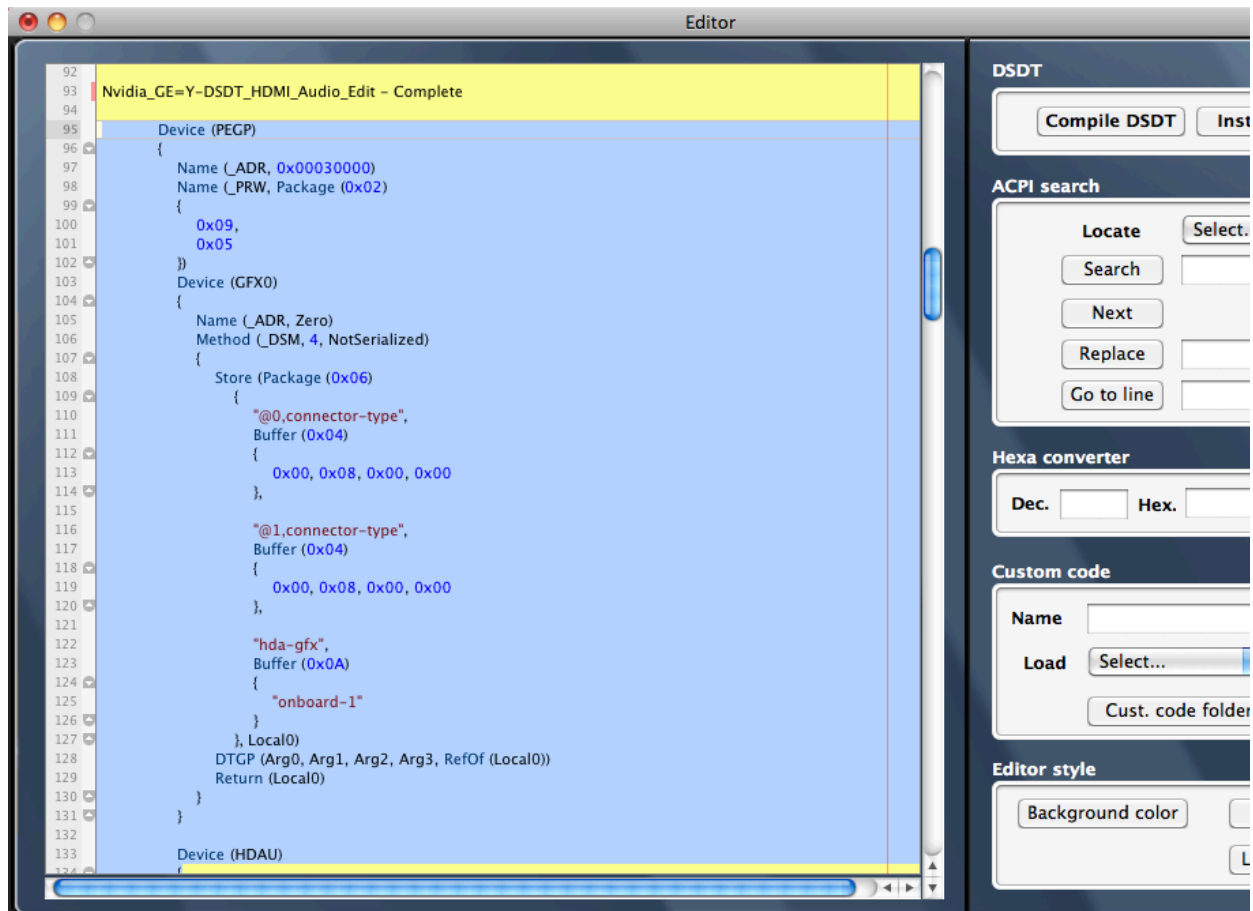 Editor
92
93 Nvidia_GE=Y-DSDT_HDMI_Audio_Edit - Complete
94
95 Device (PEGP)
96 {
97 Name (_ADR, 0x00030000)
98 Name (_PRW, Package (0x02)
99 {
100 0x09,
101 0x05
102 })
103 Device (GFX0)
104 {
105 Name (_ADR, Zero)
106 Method (_DSM, 4, NotSerialized)
107 {
108 Store (Package (0x06)
109 {
110 "@0,connector-type",
111 Buffer (0x04)
112 {
113 0x00, 0x08, 0x00, 0x00
114 },
115
116 "@1,connector-type",
117 Buffer (0x04)
118 {
119 0x00, 0x08, 0x00, 0x00
120 },
121
122 "hda-gfx",
123 Buffer (0x0A)
124 {
125 "onboard-1"
126 }
127 }, Local0)
128 DTGP (Arg0, Arg1, Arg2, Arg3, RefOf (Local0))
129 Return (Local0)
130 }
131 }
132
133 Device (HDAU)
134 {
DSDT
Compile DSDT Inst
ACPI search
Locate Select.
Search
Next
Replace
Go to line
Hexa converter
Dec. Hex.
Custom code
Name
Load Select...
Cust. code folder
Editor style
Background color
L